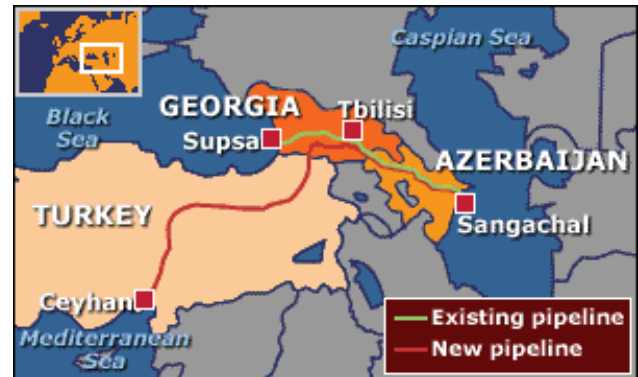 Caspian Sea
Black
Sea
GEORGIA
Tbilisi
Supsa
AZERBAIJAN
Sangachal
TURKEY
Ceyhan
Mediterranean
Sea
Existing pipeline
New pipeline